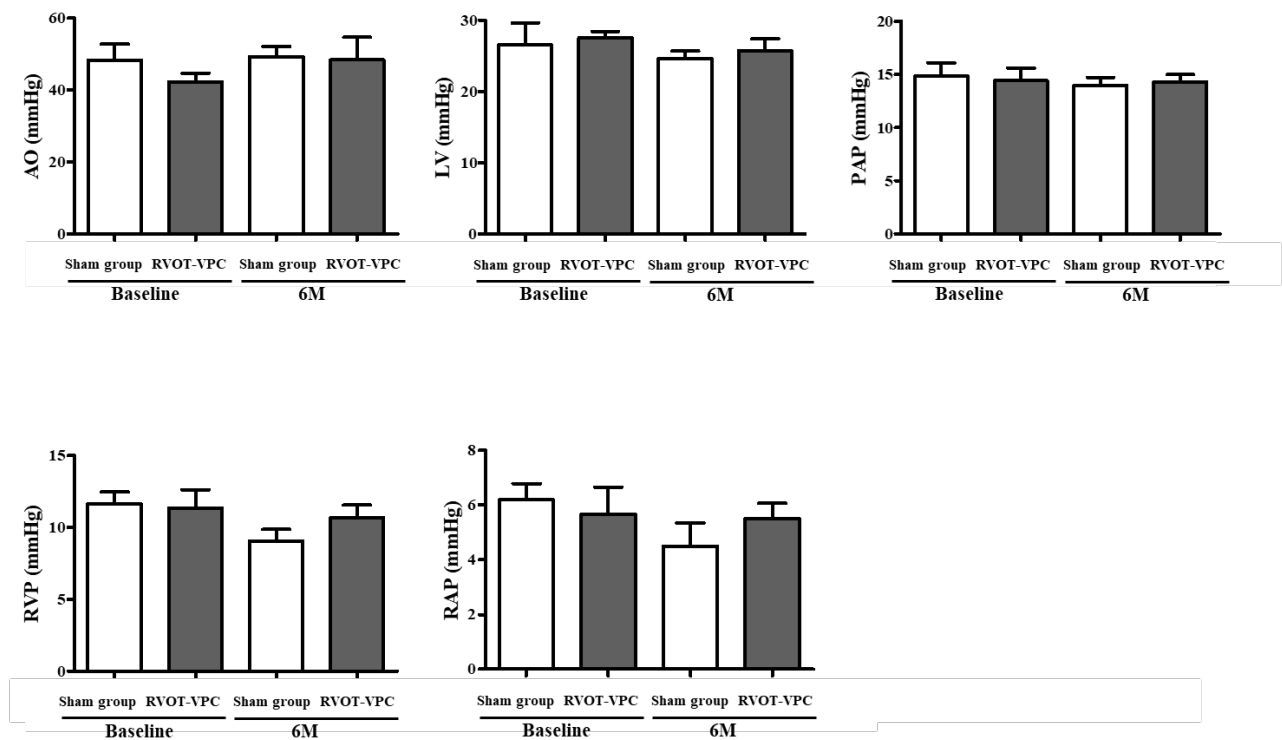 AO (mmHg)
60
40
20
0
Sham group RVOT-VPC Sham group RVOT-VPC
Baseline 6M
LV (mmHg)
30
20
10
0
Sham group RVOT-VPC Sham group RVOT-VPC
Baseline 6M
PAP (mmHg)
20
15
10
5
0
Sham group RVOT-VPC Sham group RVOT-VPC
Baseline 6M
RVP (mmHg)
15
10
5
0
Sham group RVOT-VPC Sham group RVOT-VPC
Baseline 6M
RAP (mmHg)
8
6
4
2
0
Sham group RVOT-VPC Sham group RVOT-VPC
Baseline 6M